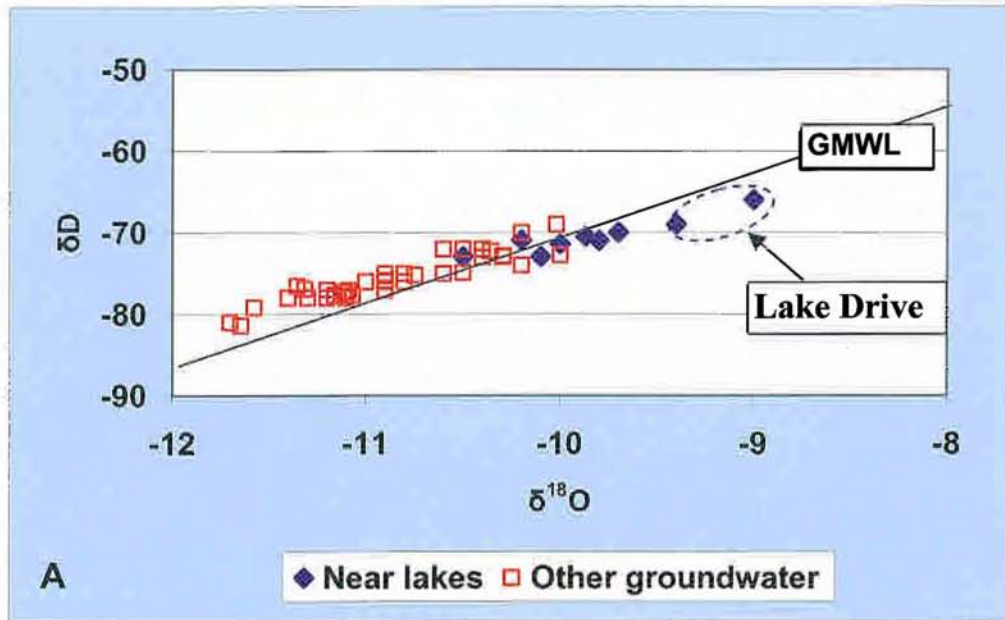 -50
-60
-70
-80
-90
δD
GMWL
Lake Drive
-12 -11 -10 -9 -8
δ¹⁸O
A
Near lakes Other groundwater